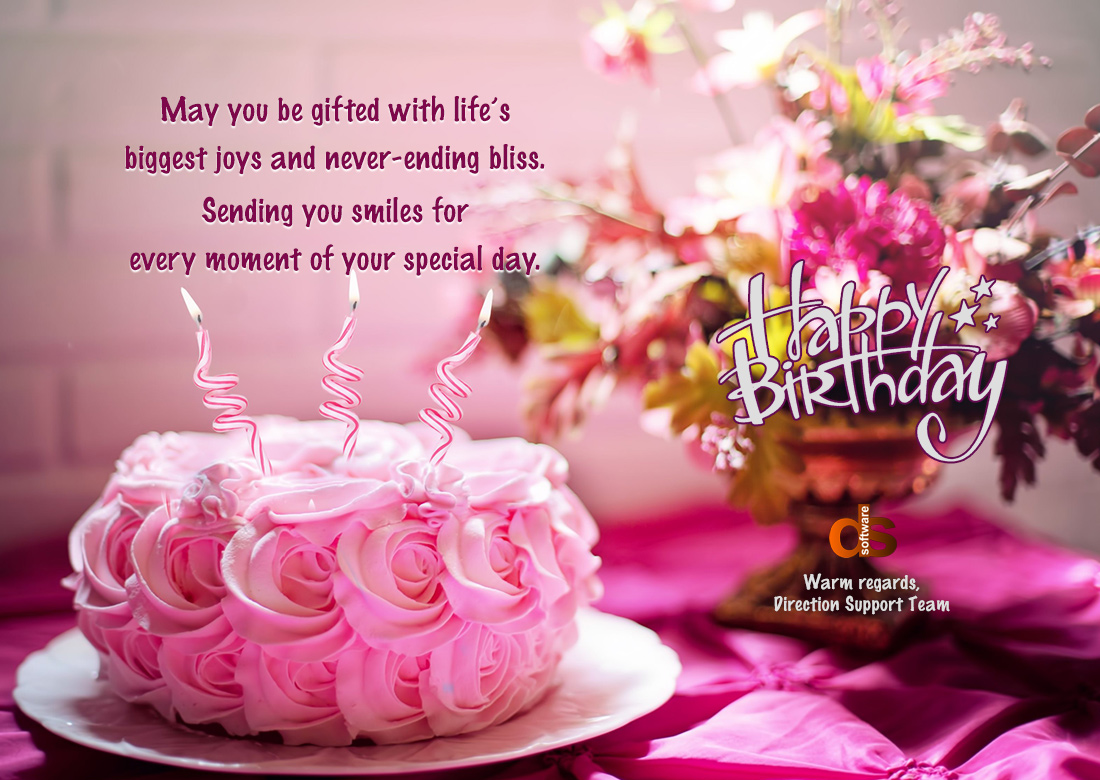 May you be gifted with life's
biggest joys and never-ending bliss.
Sending you smiles for
every moment of your special day.
Happy
Birthday
ds
software
Warm regards,
Direction Support Team